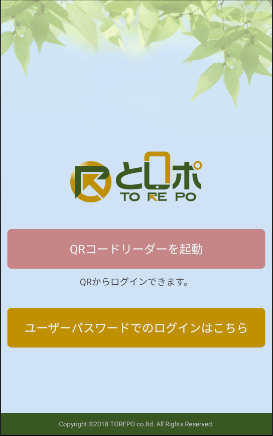 とロポ
TO RE PO
QRコードリーダーを起動
QRからログインできます。
ユーザーパスワードでのログインはこちら
Copyright ©2018 TOREPO co.ltd. All Rights Reserved.